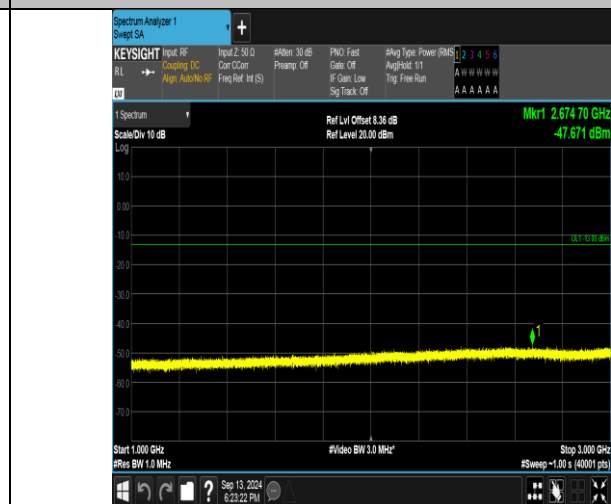 Spectrum Analyzer 1
Swept SA
+
KEYSIGHT Input: RF Input Z: 50 Ω #Atten: 30 dB PNO: Fast #Avg Type: Power (RMS 1 2 3 4 5 6
RL Coupling: DC Corr CCorr Preamp: Off Gate: Off Avg|Hold: 1/1 A W W W W W
Align: Auto/No RF Freq Ref: Int (S) IF Gain: Low Trig: Free Run
LXI Sig Track: Off A A A A A A
1 Spectrum Ref Lvl Offset 8.36 dB Mkr1 2.674 70 GHz
Scale/Div 10 dB Ref Level 20.00 dBm -47.671 dBm
Log
10.0
0.00
-10.0
DL1 -13.00 dBm
-20.0
-30.0
-40.0
1
-50.0
-60.0
-70.0
Start 1.000 GHz #Video BW 3.0 MHz* Stop 3.000 GHz
#Res BW 1.0 MHz #Sweep ~1.00 s (40001 pts)
? Sep 13, 2024
6:23:22 PM